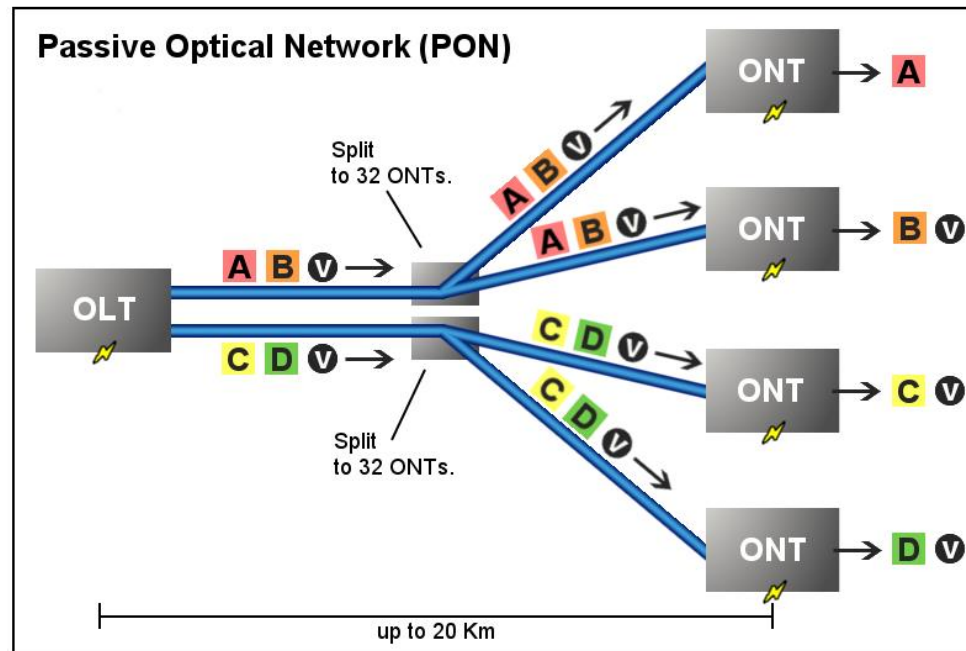 Passive Optical Network (PON)
ONT
A
Split
to 32 ONTs.
A B V
ONT
B V
A B V
A B V
OLT
C D V
C D V
ONT
C V
C D V
Split
to 32 ONTs.
ONT
D V
up to 20 Km